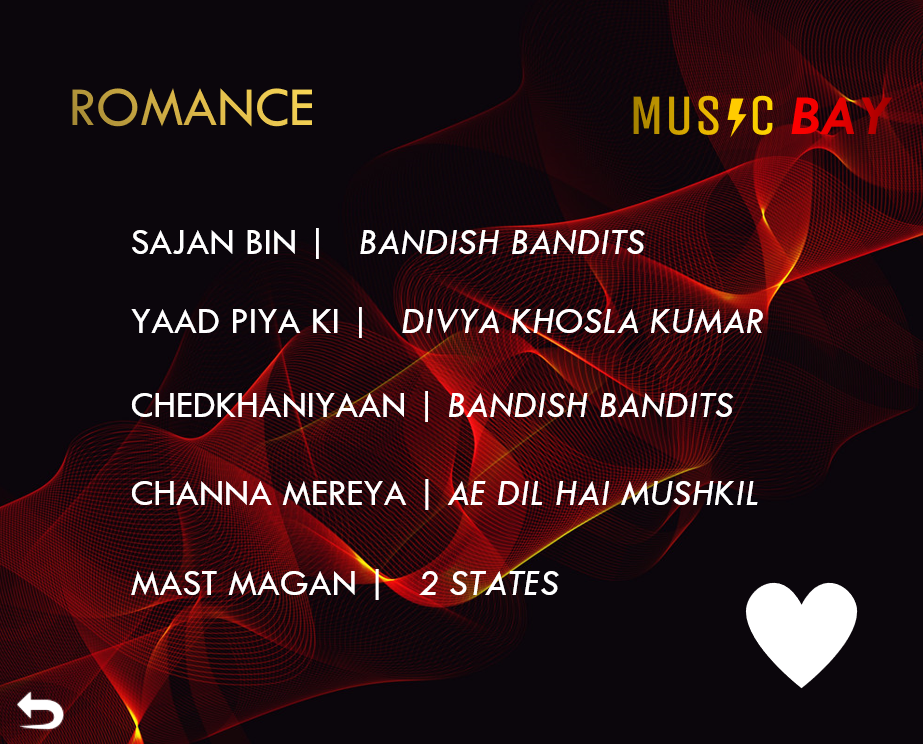 ROMANCE
MUSIC BAY
SAJAN BIN | BANDISH BANDITS
YAAD PIYA KI | DIVYA KHOSLA KUMAR
CHEDKHANIYAAN | BANDISH BANDITS
CHANNA MEREYA | AE DIL HAI MUSHKIL
MAST MAGAN | 2 STATES